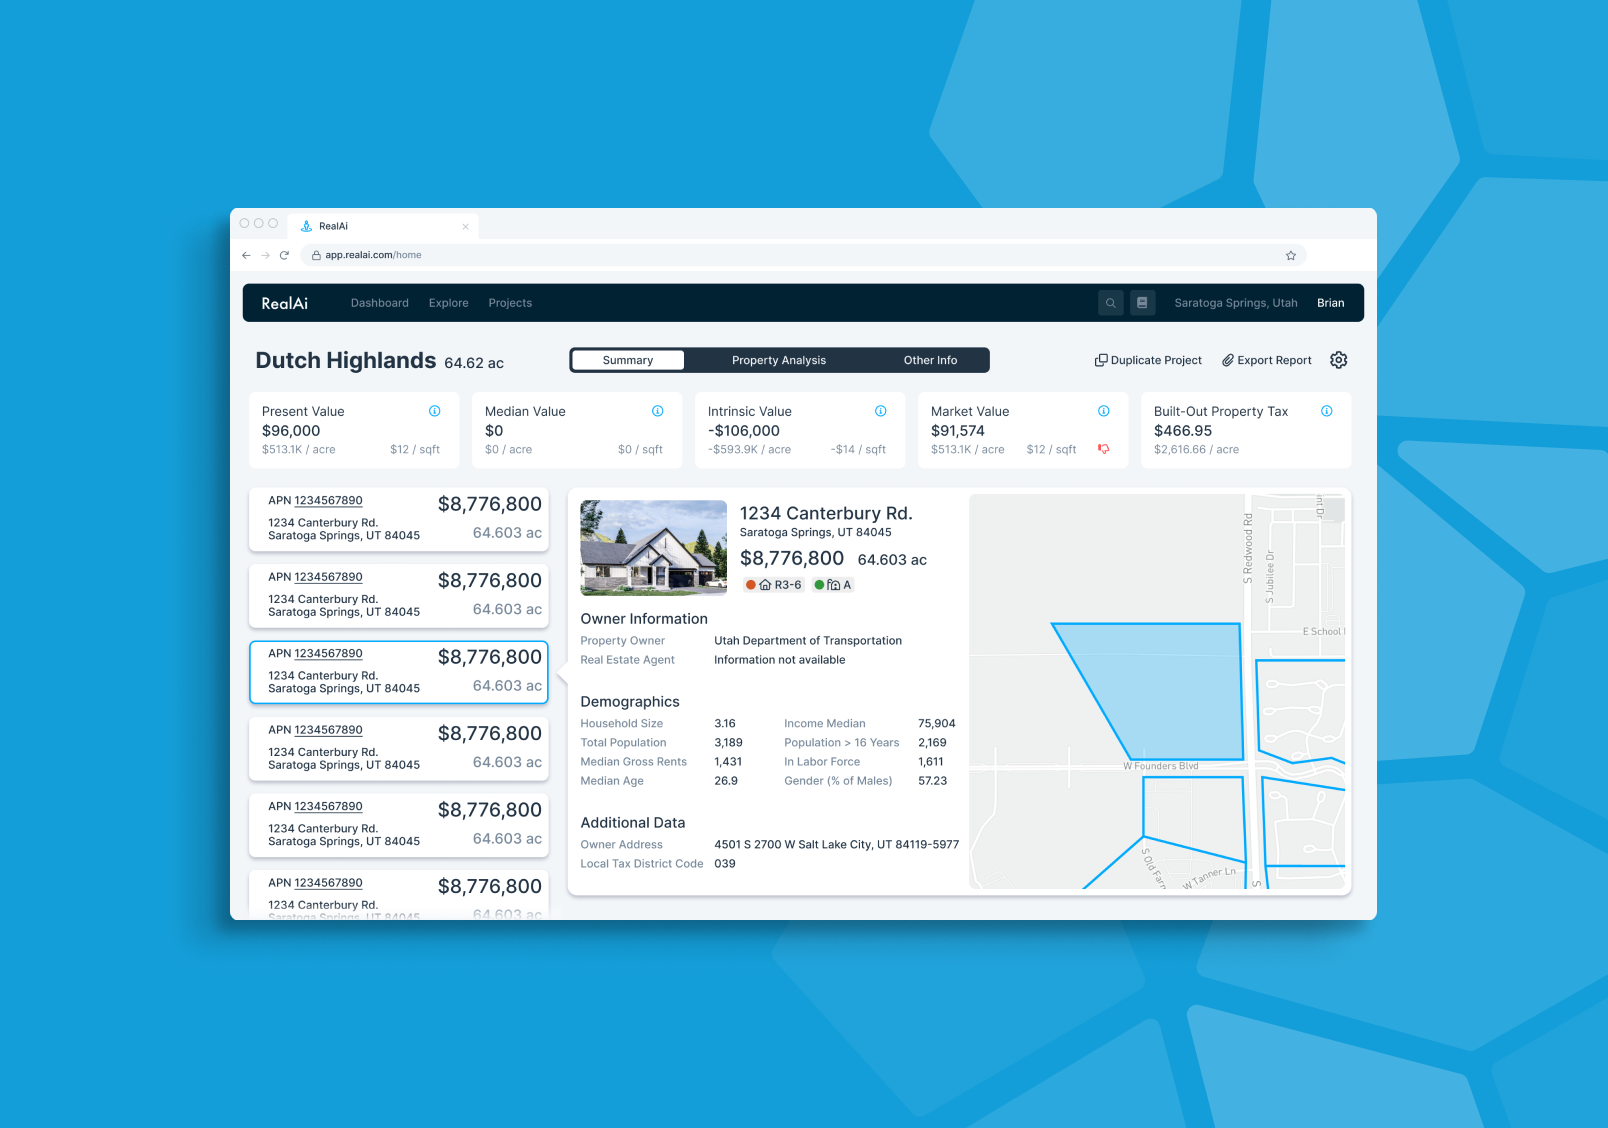 RealAi
app.realai.com/home
RealAi Dashboard Explore Projects Saratoga Springs, Utah Brian
Dutch Highlands 64.62 ac Summary Property Analysis Other Info Duplicate Project Export Report
Present Value
$96,000
$513.1K / acre $12 / sqft
Median Value
$0
$0 / acre $0 / sqft
Intrinsic Value
-$106,000
-$593.9K / acre -$14 / sqft
Market Value
$91,574
$513.1K / acre $12 / sqft
Built-Out Property Tax
$466.95
$2,616.66 / acre
APN 1234567890 $8,776,800
1234 Canterbury Rd.
Saratoga Springs, UT 84045 64.603 ac
APN 1234567890 $8,776,800
1234 Canterbury Rd.
Saratoga Springs, UT 84045 64.603 ac
APN 1234567890 $8,776,800
1234 Canterbury Rd.
Saratoga Springs, UT 84045 64.603 ac
APN 1234567890 $8,776,800
1234 Canterbury Rd.
Saratoga Springs, UT 84045 64.603 ac
APN 1234567890 $8,776,800
1234 Canterbury Rd.
Saratoga Springs, UT 84045 64.603 ac
APN 1234567890 $8,776,800
1234 Canterbury Rd.
Saratoga Springs, UT 84045 64.603 ac
1234 Canterbury Rd.
Saratoga Springs, UT 84045
$8,776,800 64.603 ac
R3-6 A
Owner Information
Property Owner Utah Department of Transportation
Real Estate Agent Information not available
Demographics
Household Size 3.16 Income Median 75,904
Total Population 3,189 Population > 16 Years 2,169
Median Gross Rents 1,431 In Labor Force 1,611
Median Age 26.9 Gender (% of Males) 57.23
Additional Data
Owner Address 4501 S 2700 W Salt Lake City, UT 84119-5977
Local Tax District Code 039
nt Dr
S Redwood Rd
S Jubilee Dr
E School
W Founders Blvd
S Old Farm
W Tanner Ln
S